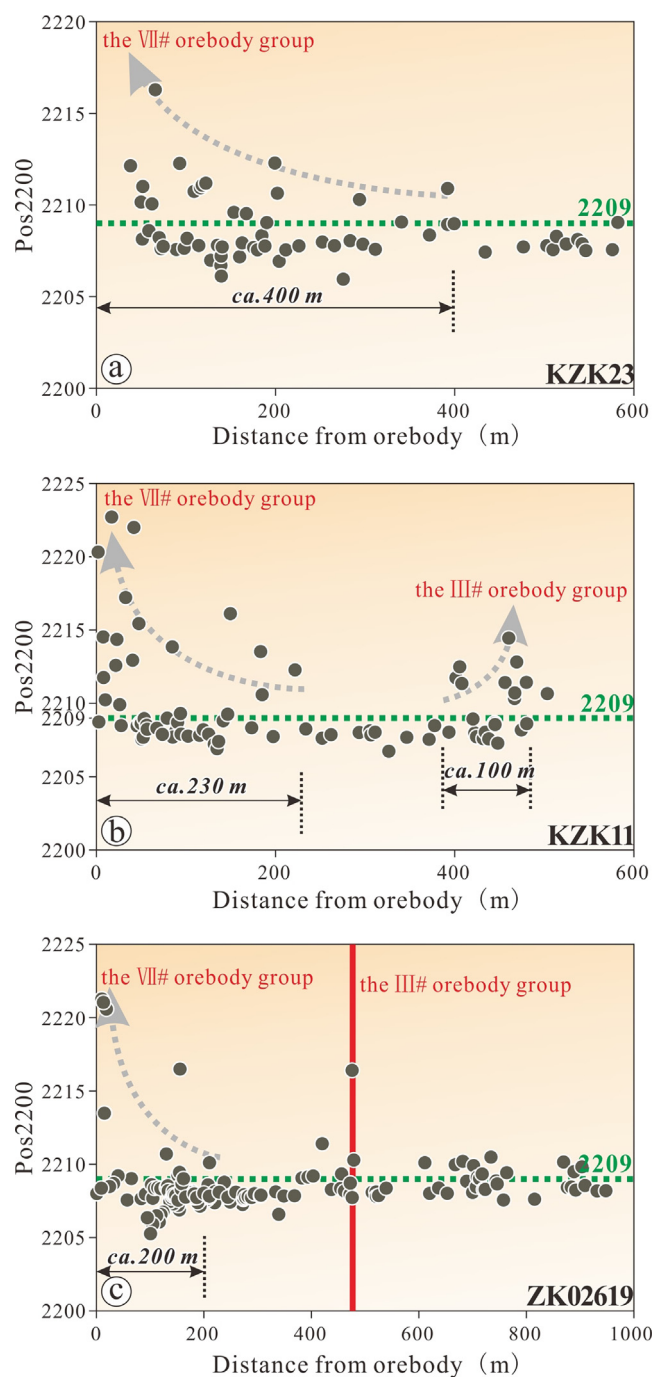 2220
the Ⅶ# orebody group
2215
2210
2209
2205
ca.400 m
2200
a
KZK23
0
200
400
600
Pos2200
Distance from orebody（m）
2225
the Ⅶ# orebody group
2220
the Ⅲ# orebody group
2215
2210
2209
2209
2205
ca.230 m
ca.100 m
2200
b
KZK11
0
200
400
600
Pos2200
Distance from orebody（m）
2225
the Ⅶ# orebody group
the Ⅲ# orebody group
2220
2215
2210
2209
2205
ca.200 m
2200
c
ZK02619
0
200
400
600
800
1000
Pos2200
Distance from orebody（m）